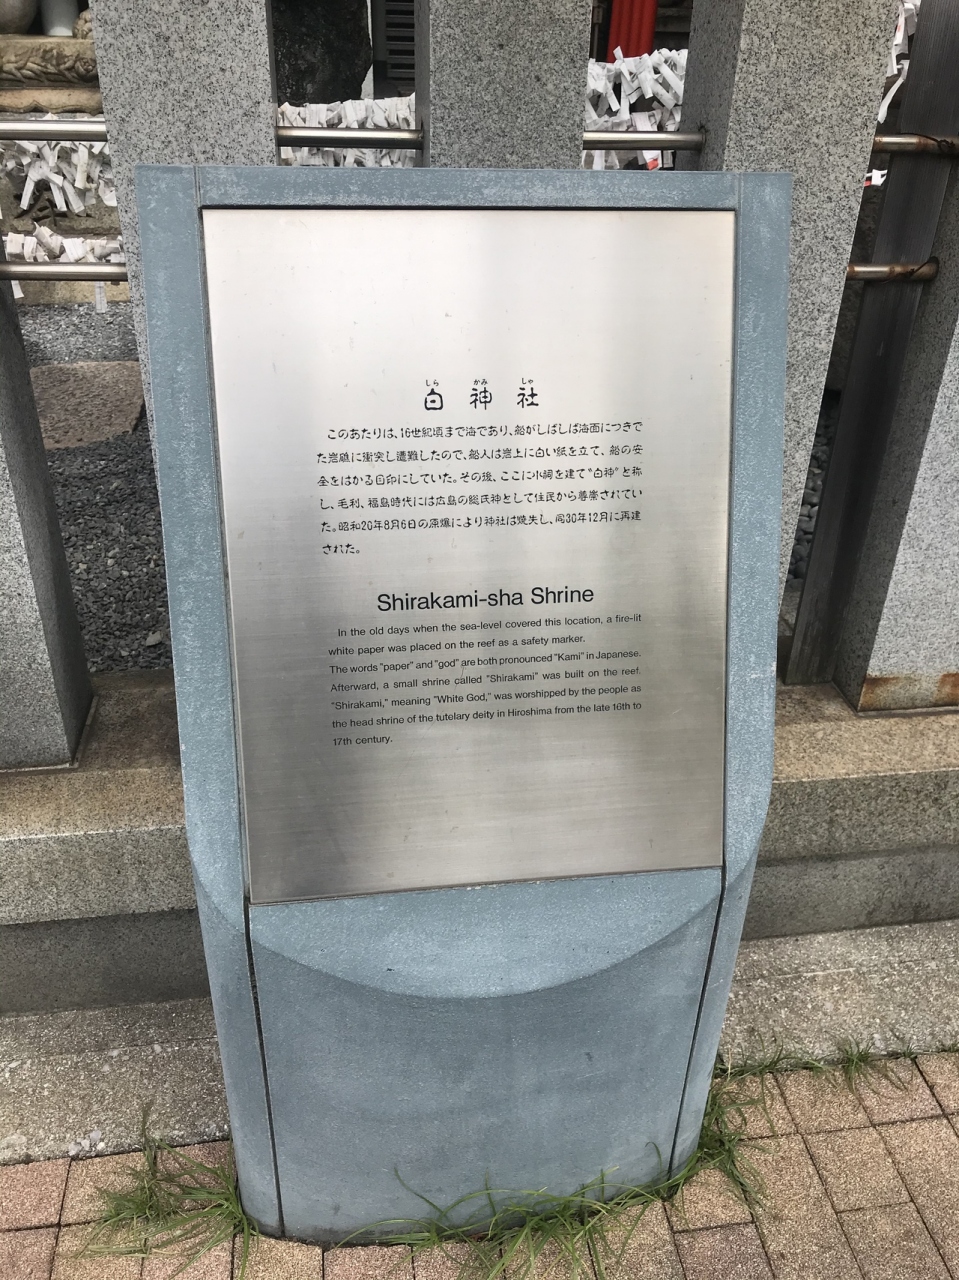 しら かみ しゃ
白神社
このあたりは、16世紀頃まで海であり、船がしばしば海面につきで
た岩礁に衝突し遭難したので、船人は岩上に白い紙を立て、船の安
全をはかる目印にしていた。その後、ここに小祠を建て"白神"と称
し、毛利、福島時代には広島の総氏神として住民から尊崇されてい
た。昭和20年8月6日の原爆により神社は焼失し、同30年12月に再建
された。
Shirakami-sha Shrine
In the old days when the sea-level covered this location, a fire-lit
white paper was placed on the reef as a safety marker.
The words "paper" and "god" are both pronounced "Kami" in Japanese.
Afterward, a small shrine called "Shirakami" was built on the reef.
"Shirakami," meaning "White God," was worshipped by the people as
the head shrine of the tutelary deity in Hiroshima from the late 16th to
17th century.